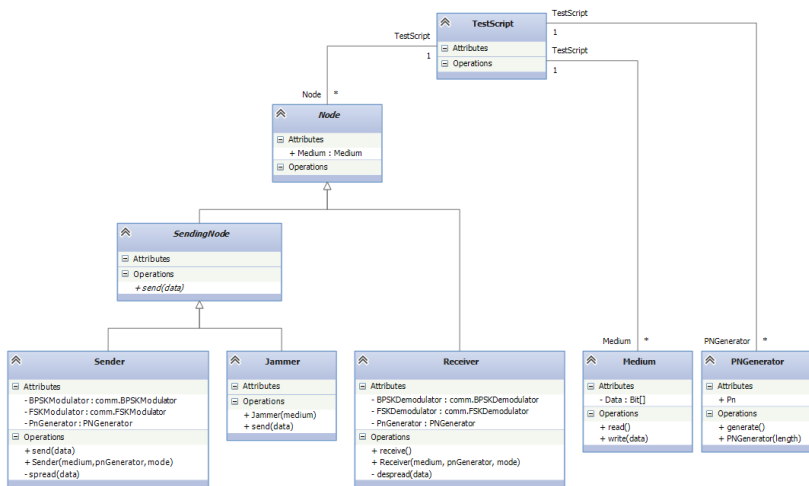 TestScript
Attributes
Operations
TestScript
1
TestScript
1
TestScript
1
Node *
Node
Attributes
+ Medium : Medium
Operations
SendingNode
Attributes
Operations
+ send(data)
Medium *
PNGenerator *
Sender
Attributes
- BPSKModulator : comm.BPSKModulator
- FSKModulator : comm.FSKModulator
- PnGenerator : PNGenerator
Operations
+ send(data)
+ Sender(medium,pnGenerator, mode)
- spread(data)
Jammer
Attributes
Operations
+ Jammer(medium)
+ send(data)
Receiver
Attributes
- BPSKDemodulator : comm.BPSKDemodulator
- FSKDemodulator : comm.FSKDemodulator
- PnGenerator : PNGenerator
Operations
+ receive()
+ Receiver(medium, pnGenerator, mode)
- despread(data)
Medium
Attributes
- Data : Bit[]
Operations
+ read()
+ write(data)
PNGenerator
Attributes
+ Pn
Operations
+ generate()
+ PNGenerator(length)